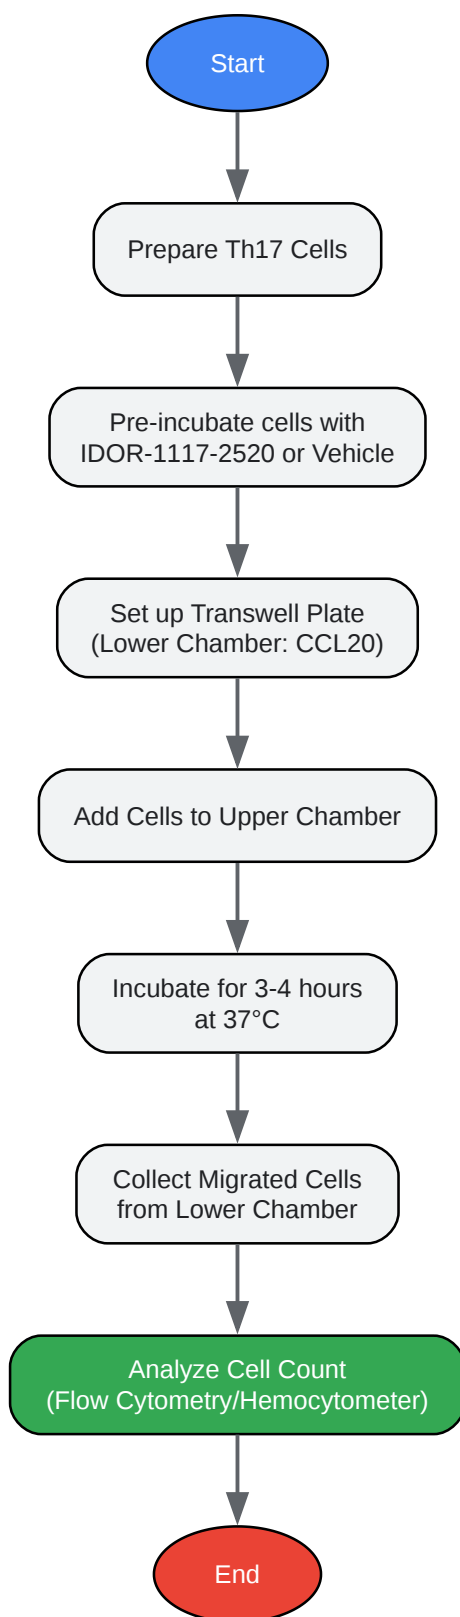 Start
Prepare Th17 Cells
Pre-incubate cells with
IDOR-1117-2520 or Vehicle
Set up Transwell Plate
(Lower Chamber: CCL20)
Add Cells to Upper Chamber
Incubate for 3-4 hours
at 37°C
Collect Migrated Cells
from Lower Chamber
Analyze Cell Count
(Flow Cytometry/Hemocytometer)
End